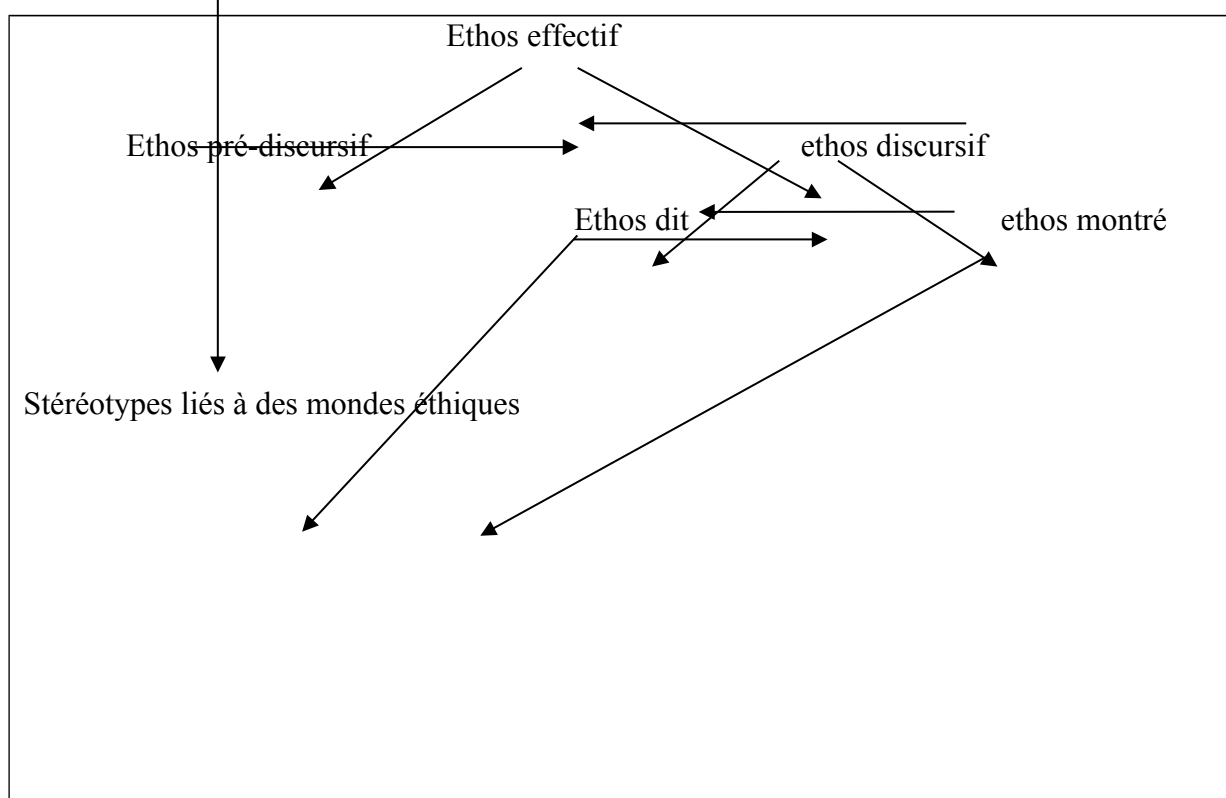 Ethos effectif
Ethos pré-discursif ethos discursif
Ethos dit ethos montré
Stéréotypes liés à des mondes éthiques